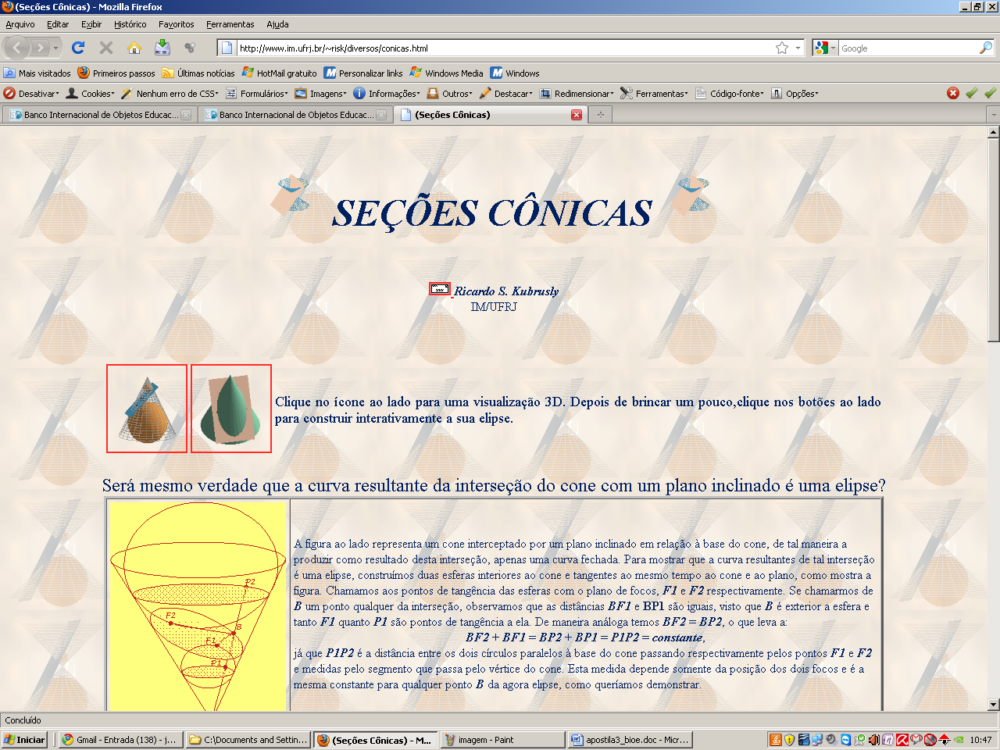 (Seções Cônicas) - Mozilla Firefox
Arquivo Editar Exibir Histórico Favoritos Ferramentas Ajuda
http://www.im.ufrj.br/~risk/diversos/conicas.html
Google
Mais visitados Primeiros passos Últimas notícias HotMail gratuito Personalizar links Windows Media Windows
Desativar Cookies Nenhum erro de CSS Formulários Imagens Informações Outros Destacar Redimensionar Ferramentas Código-fonte Opções
Banco Internacional de Objetos Educac... Banco Internacional de Objetos Educac... (Seções Cônicas)
SEÇÕES CÔNICAS
Ricardo S. Kubrusly
IM/UFRJ
Clique no ícone ao lado para uma visualização 3D. Depois de brincar um pouco,clique nos botões ao lado
para construir interativamente a sua elipse.
Será mesmo verdade que a curva resultante da interseção do cone com um plano inclinado é uma elipse?
P2
F2
B
F1
P1
A figura ao lado representa um cone interceptado por um plano inclinado em relação à base do cone, de tal maneira a
produzir como resultado desta interseção, apenas uma curva fechada. Para mostrar que a curva resultantes de tal interseção
é uma elipse, construímos duas esferas interiores ao cone e tangentes ao mesmo tempo ao cone e ao plano, como mostra a
figura. Chamamos aos pontos de tangência das esferas com o plano de focos, F1 e F2 respectivamente. Se chamarmos de
B um ponto qualquer da interseção, observamos que as distâncias BF1 e BP1 são iguais, visto que B é exterior a esfera e
tanto F1 quanto P1 são pontos de tangência a ela. De maneira análoga temos BF2 = BP2, o que leva a:
BF2 + BF1 = BP2 + BP1 = P1P2 = constante,
já que P1P2 é a distância entre os dois círculos paralelos à base do cone passando respectivamente pelos pontos F1 e F2
e medidas pelo segmento que passa pelo vértice do cone. Esta medida depende somente da posição dos dois focos e é a
mesma constante para qualquer ponto B da agora elipse, como queríamos demonstrar.
Concluído
Iniciar Gmail - Entrada (138) - j... C:\Documents and Settin... (Seções Cônicas) - M... imagem - Paint apostila3_bioe.doc - Micr... 10:47